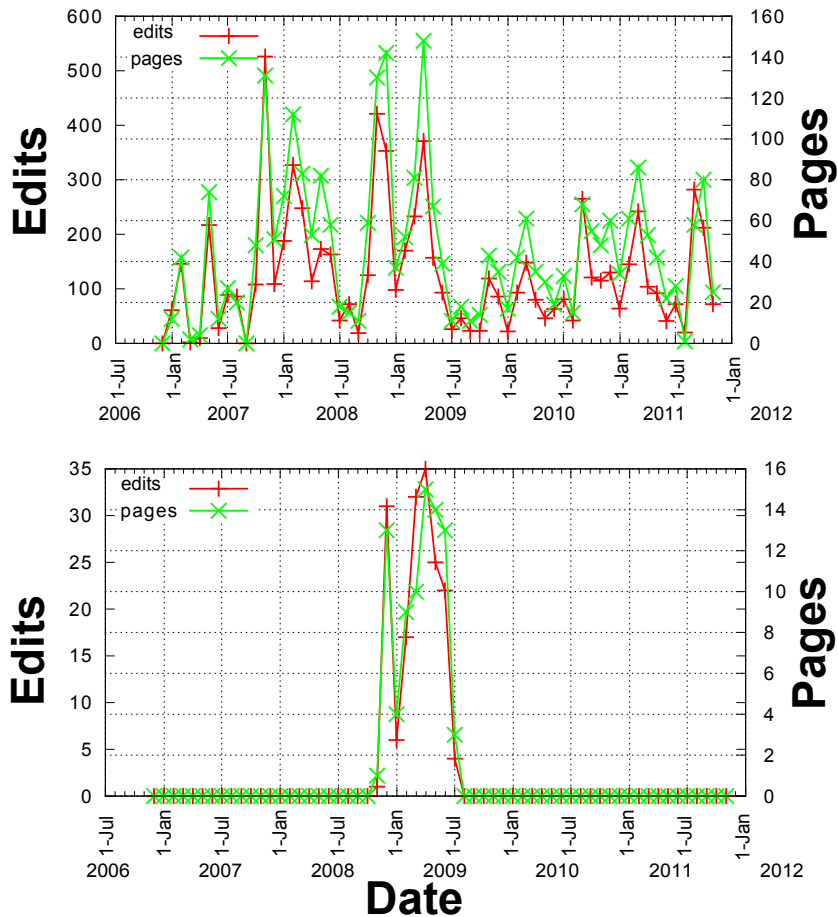 600
500
400
300
200
100
0
160
140
120
100
80
60
40
20
0
edits
pages
Edits
Pages
1-Jul
1-Jan
1-Jul
1-Jan
1-Jul
1-Jan
1-Jul
1-Jan
1-Jul
1-Jan
1-Jul
1-Jan
2006 2007 2008 2009 2010 2011 2012
35
30
25
20
15
10
5
0
16
14
12
10
8
6
4
2
0
edits
pages
Edits
Pages
1-Jul
1-Jan
1-Jul
1-Jan
1-Jul
1-Jan
1-Jul
1-Jan
1-Jul
1-Jan
1-Jul
1-Jan
2006 2007 2008 2009 2010 2011 2012
Date